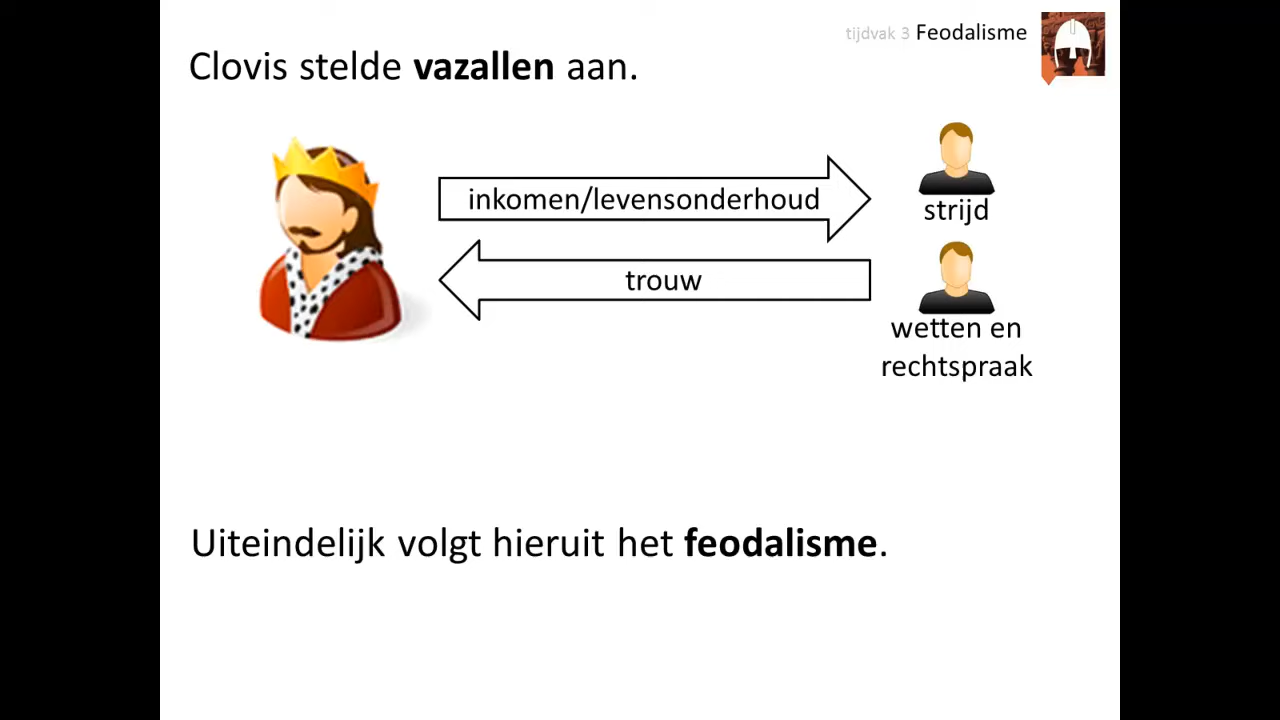 tijdvak 3 Feodalisme
Clovis stelde vazallen aan.
inkomen/levensonderhoud
strijd
trouw
wetten en
rechtspraak
Uiteindelijk volgt hieruit het feodalisme.